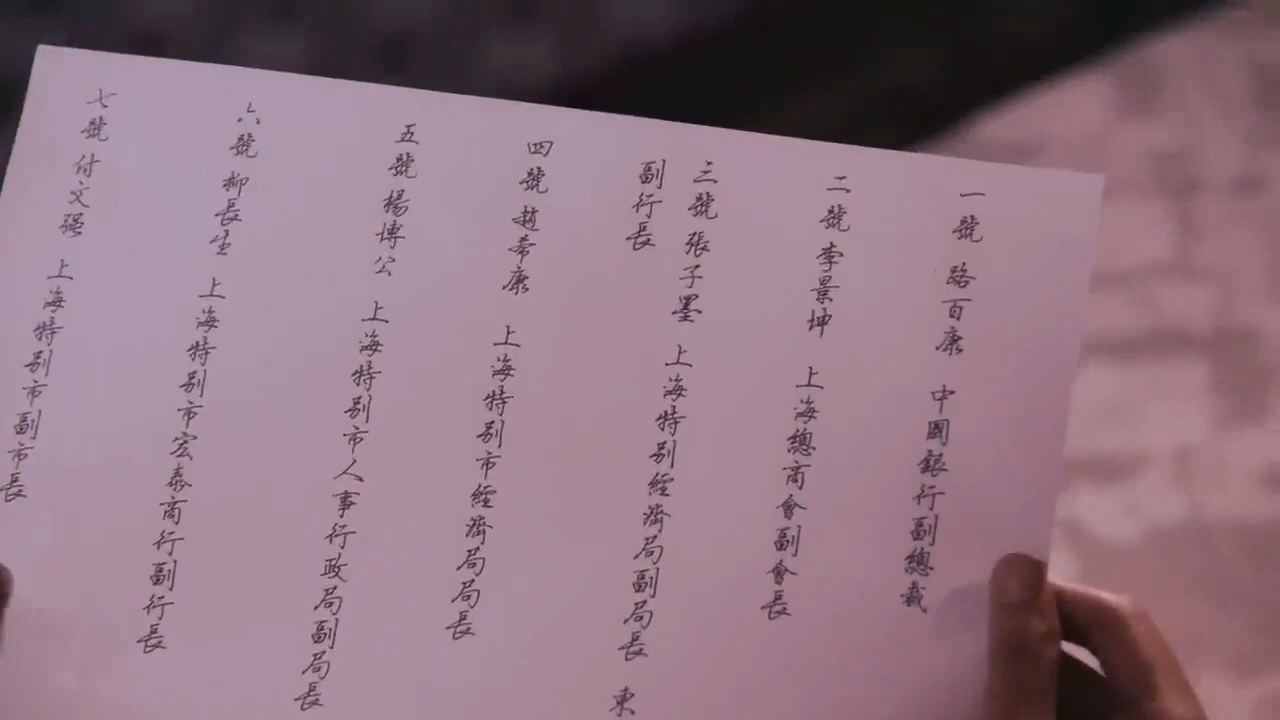 一號 路百康 中國銀行副總裁
二號 李景坤 上海總商會副會長
三號 張子墨 上海特别經濟局副局長 東
副行長
四號 趙希康 上海特别市經濟局局長
五號 楊博公 上海特别市人事行政局副局長
六號 柳長生 上海特别市宏泰商行副行長
七號 付文强 上海特别市副市長